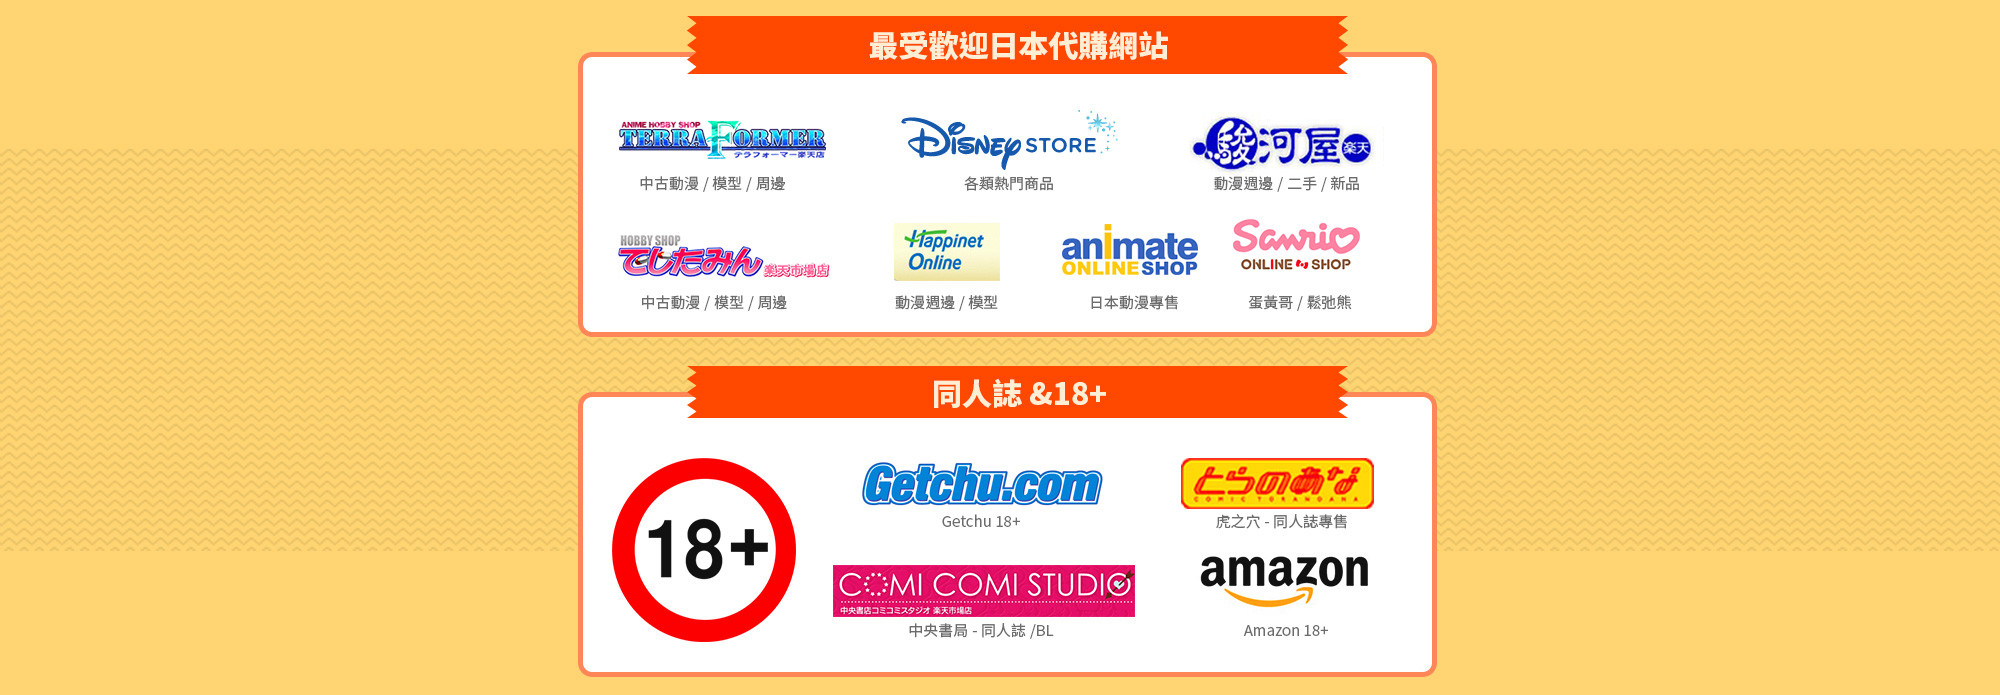 最受歡迎日本代購網站
ANIME HOBBY SHOP
TERRA FORMER
テラフォーマー楽天店
中古動漫 / 模型 / 周邊
Disney STORE
各類熱門商品
駿河屋 楽天
動漫週邊 / 二手 / 新品
HOBBY SHOP
でじたみん 楽天市場店
中古動漫 / 模型 / 周邊
Happinet
Online
動漫週邊 / 模型
animate
ONLINE SHOP
日本動漫專售
Sanrio
ONLINE SHOP
蛋黃哥 / 鬆弛熊
同人誌 &18+
18+
Getchu.com
Getchu 18+
とらのあな
COMIC TORANOANA
虎之穴 - 同人誌專售
COMI COMI STUDIO
中央書店コミコミスタジオ 楽天市場店
中央書局 - 同人誌 /BL
amazon
Amazon 18+